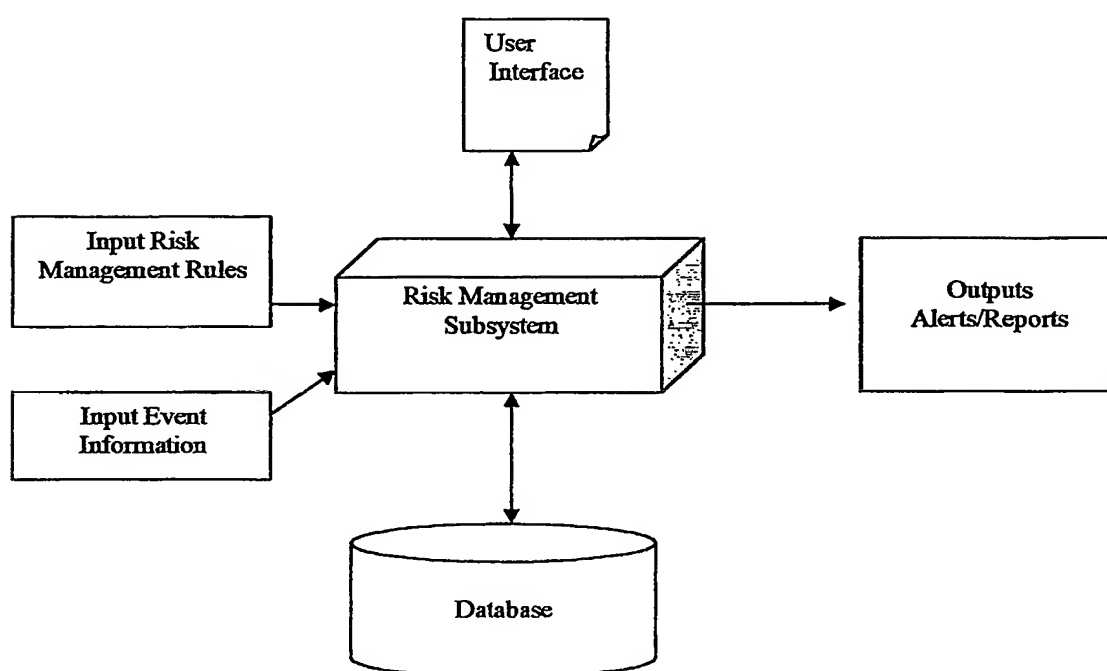 User
Interface
Input Risk
Management Rules
Risk Management
Subsystem
Outputs
Alerts/Reports
Input Event
Information
Database